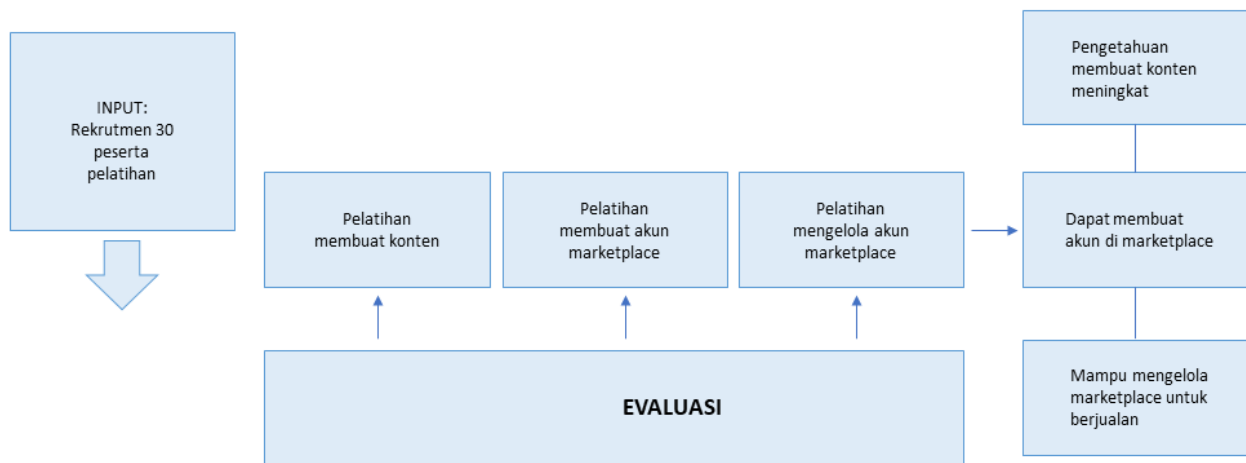 INPUT:
Rekrutmen 30
peserta
pelatihan
Pelatihan
membuat konten
Pelatihan
membuat akun
marketplace
Pelatihan
mengelola akun
marketplace
Pengetahuan
membuat konten
meningkat
Dapat membuat
akun di marketplace
Mampu mengelola
marketplace untuk
berjualan
EVALUASI